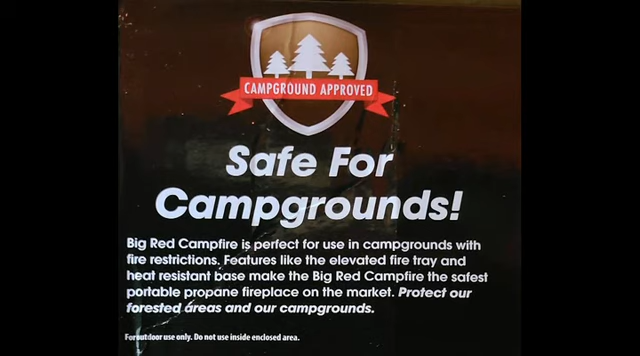 CAMPGROUND APPROVED
Safe For
Campgrounds!
Big Red Campfire is perfect for use in campgrounds with
fire restrictions. Features like the elevated fire tray and
heat resistant base make the Big Red Campfire the safest
portable propane fireplace on the market. Protect our
forested areas and our campgrounds.
For outdoor use only. Do not use inside enclosed area.